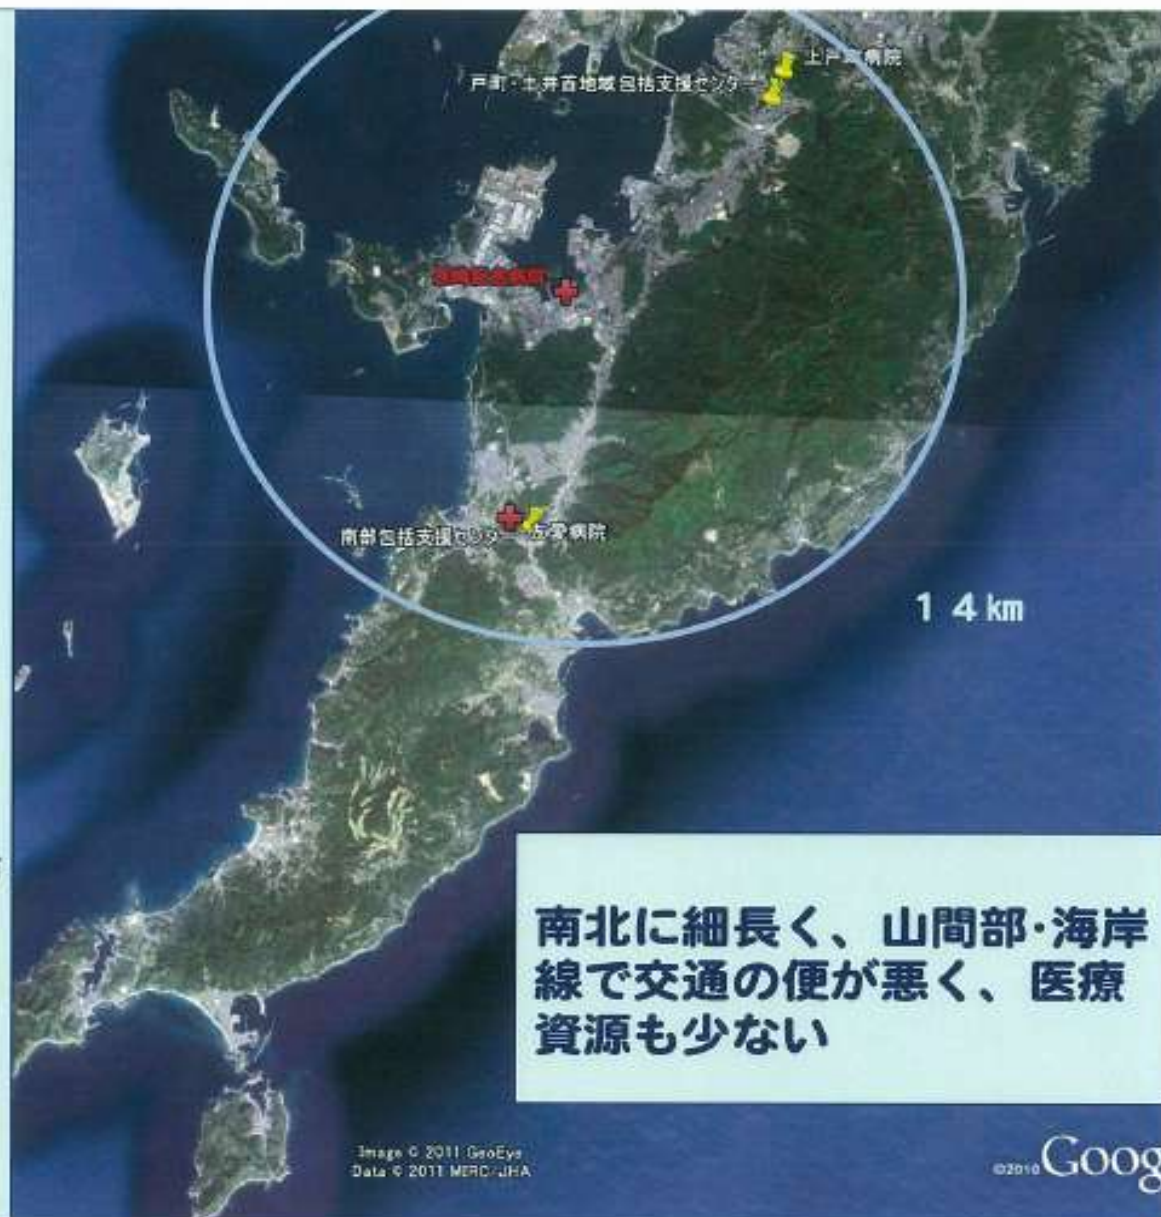 上戸町病院
戸町・土井首地域包括支援センター
南部包括支援センター
友愛病院
14km
南北に細長く、山間部・海岸
線で交通の便が悪く、医療
資源も少ない
Image © 2011 GeoEye
Data © 2011 MIRC/JHA
©2010 Goog